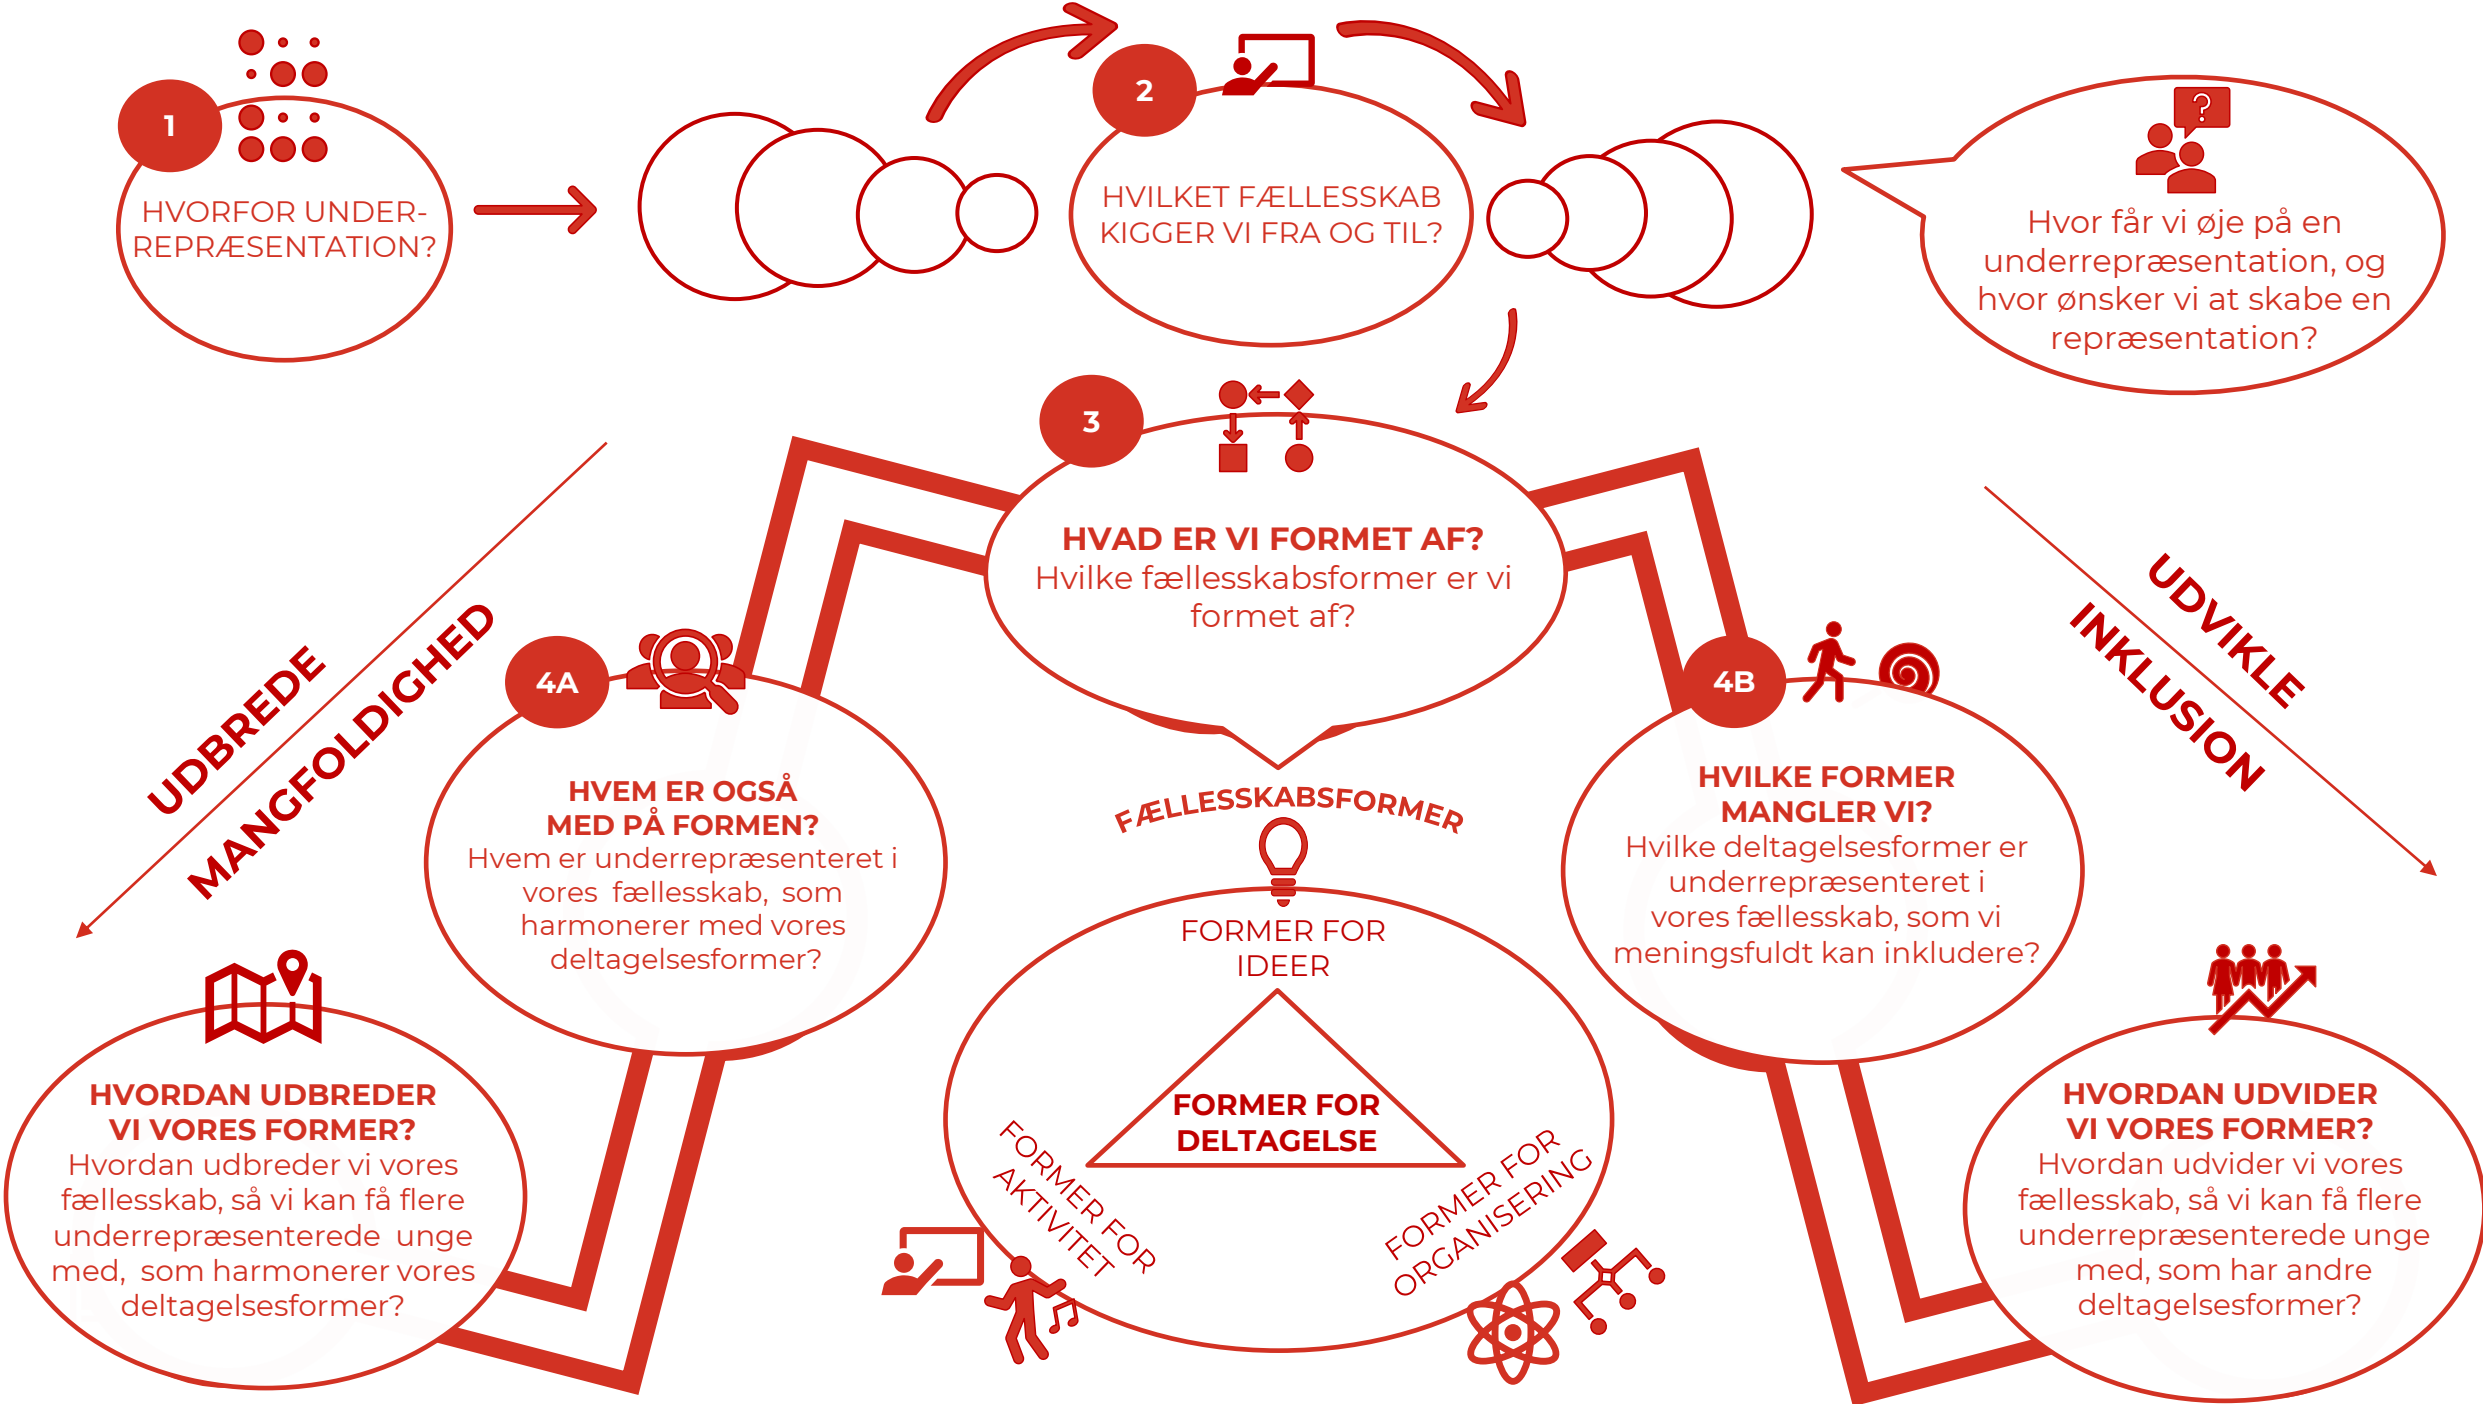 1
HVORFOR UNDER-
REPRÆSENTATION?
2
HVILKET FÆLLESSKAB
KIGGER VI FRA OG TIL?
?
Hvor får vi øje på en
underrepræsentation, og
hvor ønsker vi at skabe en
repræsentation?
3
HVAD ER VI FORMET AF?
Hvilke fællesskabsformer er vi
formet af?
UDBREDE
MANGFOLDIGHED
UDVIKLE
INKLUSION
4A
HVEM ER OGSÅ
MED PÅ FORMEN?
Hvem er underrepræsenteret i
vores fællesskab, som
harmonerer med vores
deltagelsesformer?
4B
HVILKE FORMER
MANGLER VI?
Hvilke deltagelsesformer er
underrepræsenteret i
vores fællesskab, som vi
meningsfuldt kan inkludere?
FÆLLESSKABSFORMER
FORMER FOR
IDEER
FORMER FOR
DELTAGELSE
FORMER FOR
AKTIVITET
FORMER FOR
ORGANISERING
HVORDAN UDBREDER
VI VORES FORMER?
Hvordan udbreder vi vores
fællesskab, så vi kan få flere
underrepræsenterede unge
med, som harmonerer vores
deltagelsesformer?
HVORDAN UDVIDER
VI VORES FORMER?
Hvordan udvider vi vores
fællesskab, så vi kan få flere
underrepræsenterede unge
med, som har andre
deltagelsesformer?